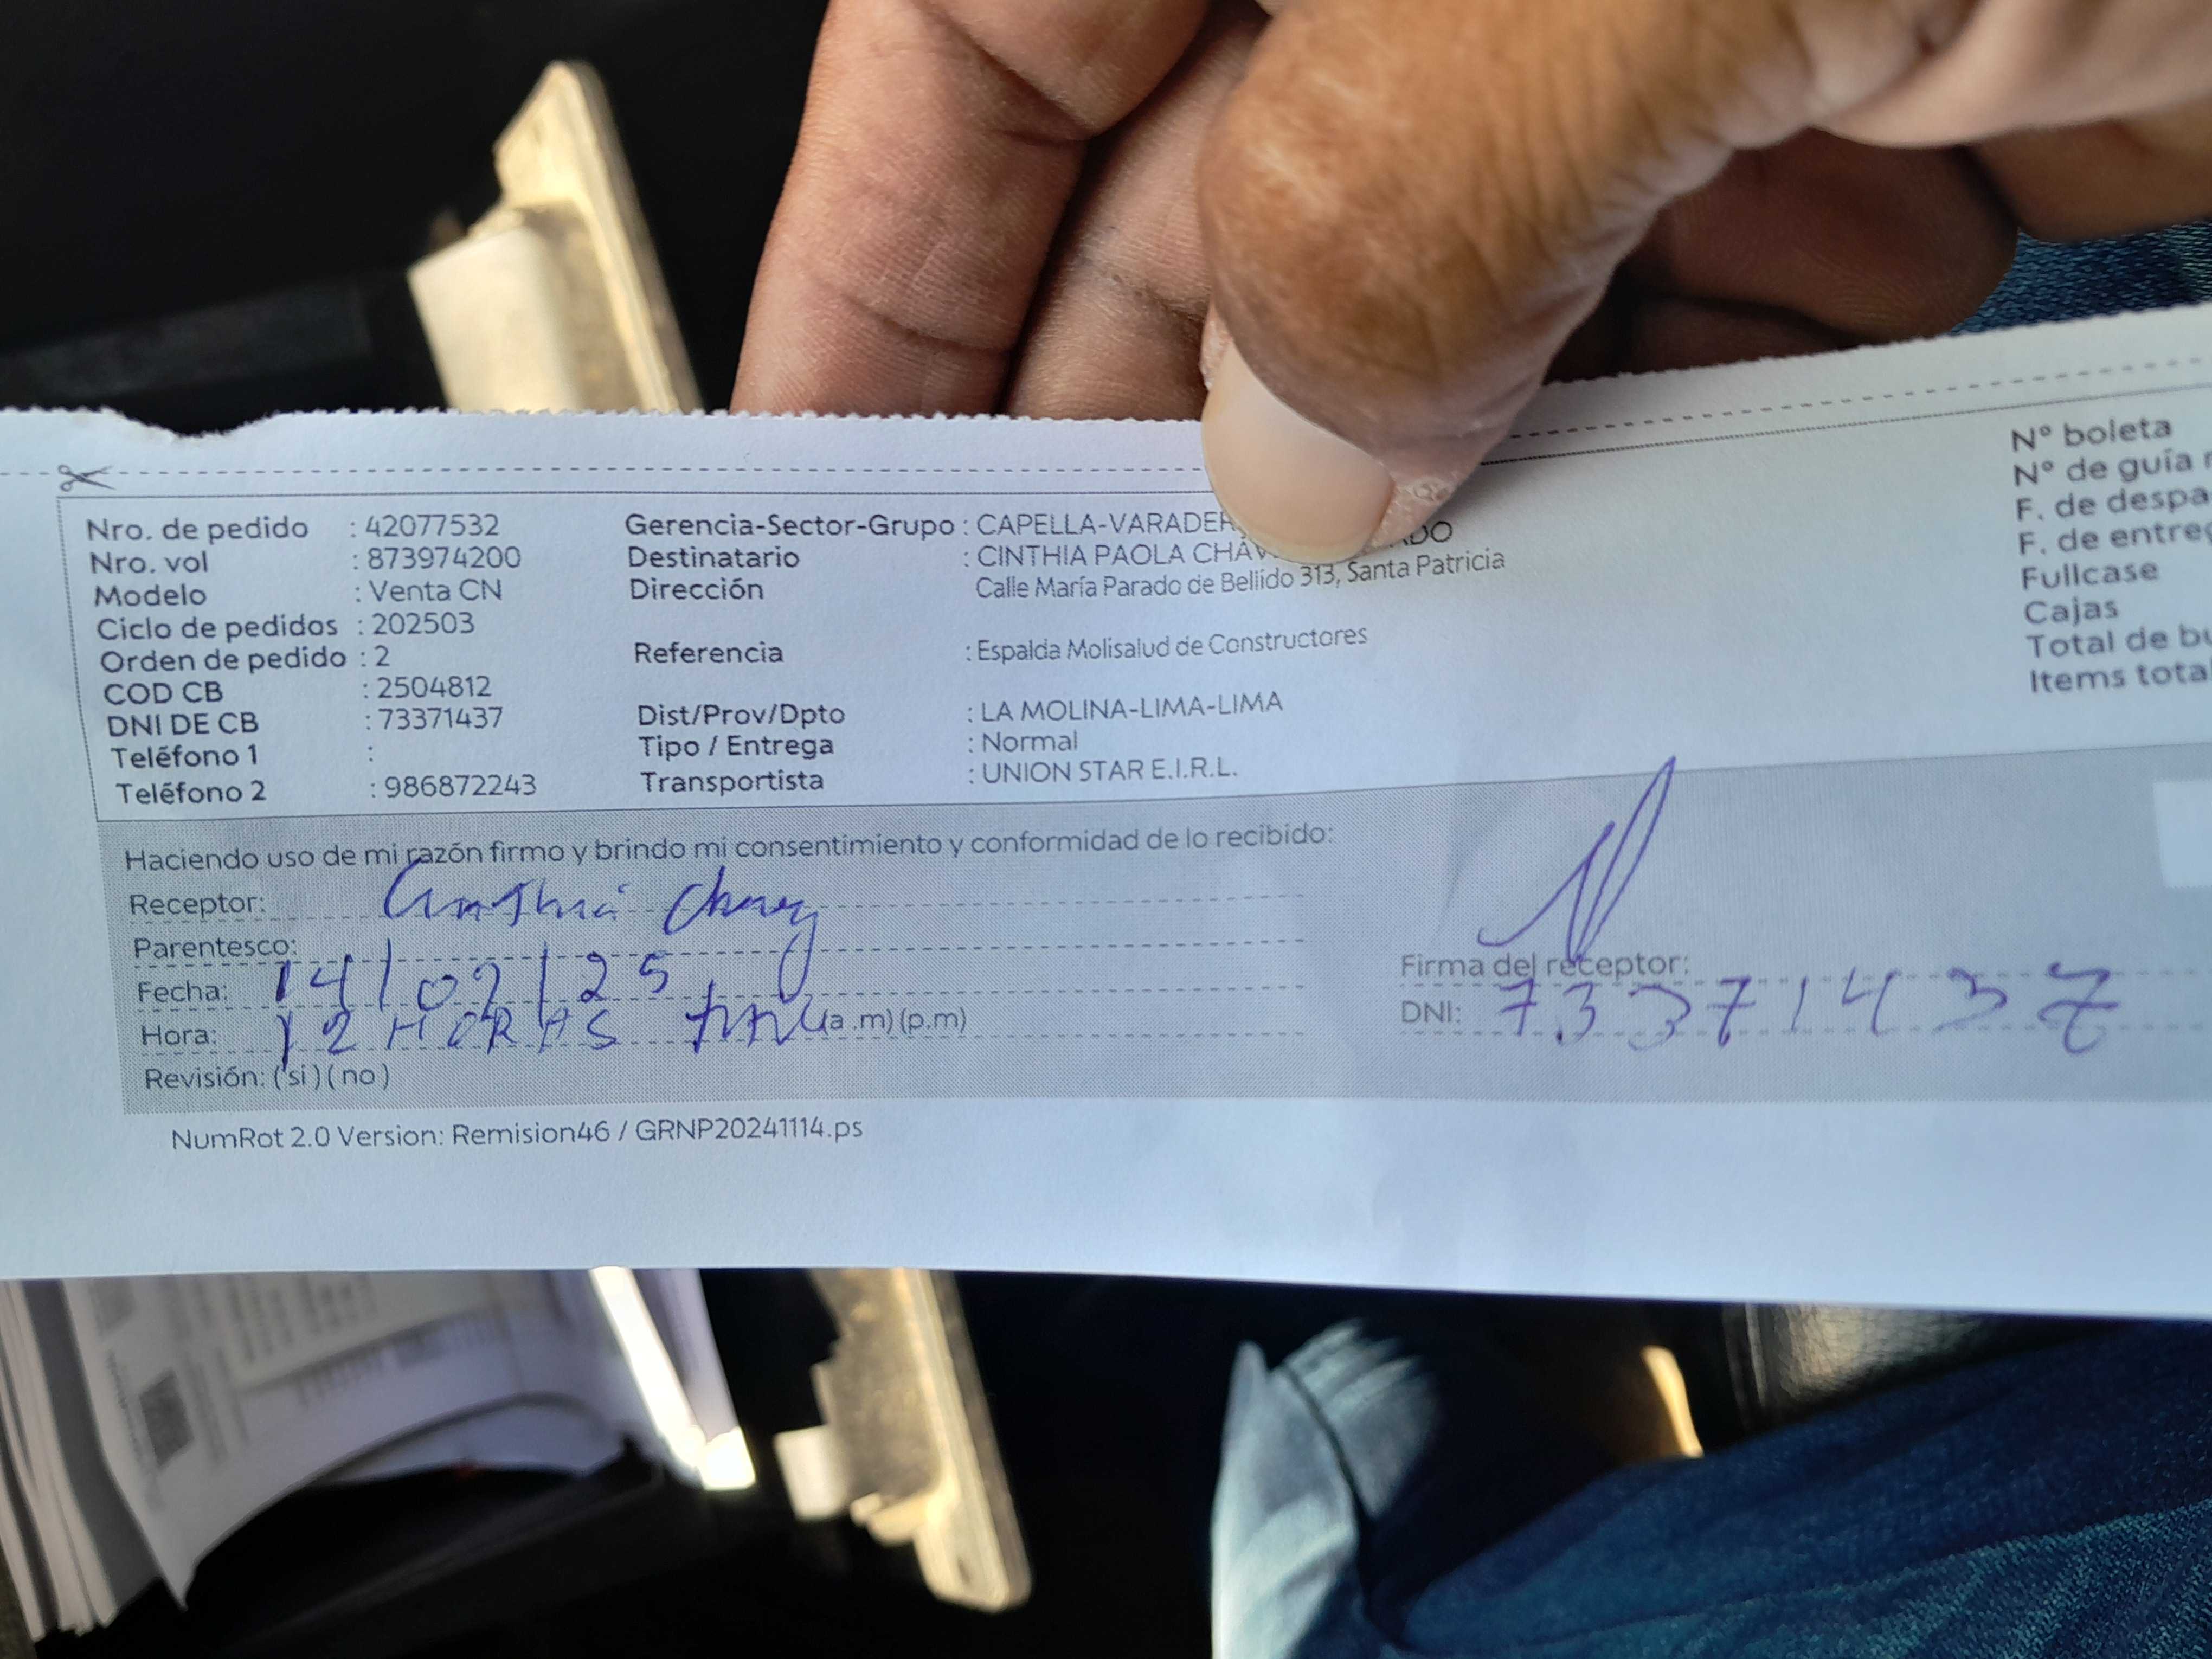 Nro. de pedido : 42077532
Nro. vol : 873974200
Modelo : Venta CN
Ciclo de pedidos : 202503
Orden de pedido : 2
COD CB : 2504812
DNI DE CB : 73371437
Teléfono 1 :
Teléfono 2 : 986872243
Gerencia-Sector-Grupo : CAPELLA-VARADER
Destinatario : CINTHIA PAOLA CHÁV DO
Dirección Calle María Parado de Bellido 313, Santa Patricia
Referencia : Espalda Molisalud de Constructores
Dist/Prov/Dpto : LA MOLINA-LIMA-LIMA
Tipo / Entrega : Normal
Transportista : UNION STAR E.I.R.L.
N° boleta
N° de guía r
F. de despa
F. de entreg
Fullcase
Cajas
Total de bu
Items tota
Haciendo uso de mi razón firmo y brindo mi consentimiento y conformidad de lo recibido:
Receptor: Cinthia Chavez
Parentesco:
Fecha: 14/02/25
Hora: 12 HORAS (a.m) (p.m)
Revisión: (si) (no)
Firma del receptor:
DNI: 73371437
NumRot 2.0 Version: Remision46 / GRNP20241114.ps